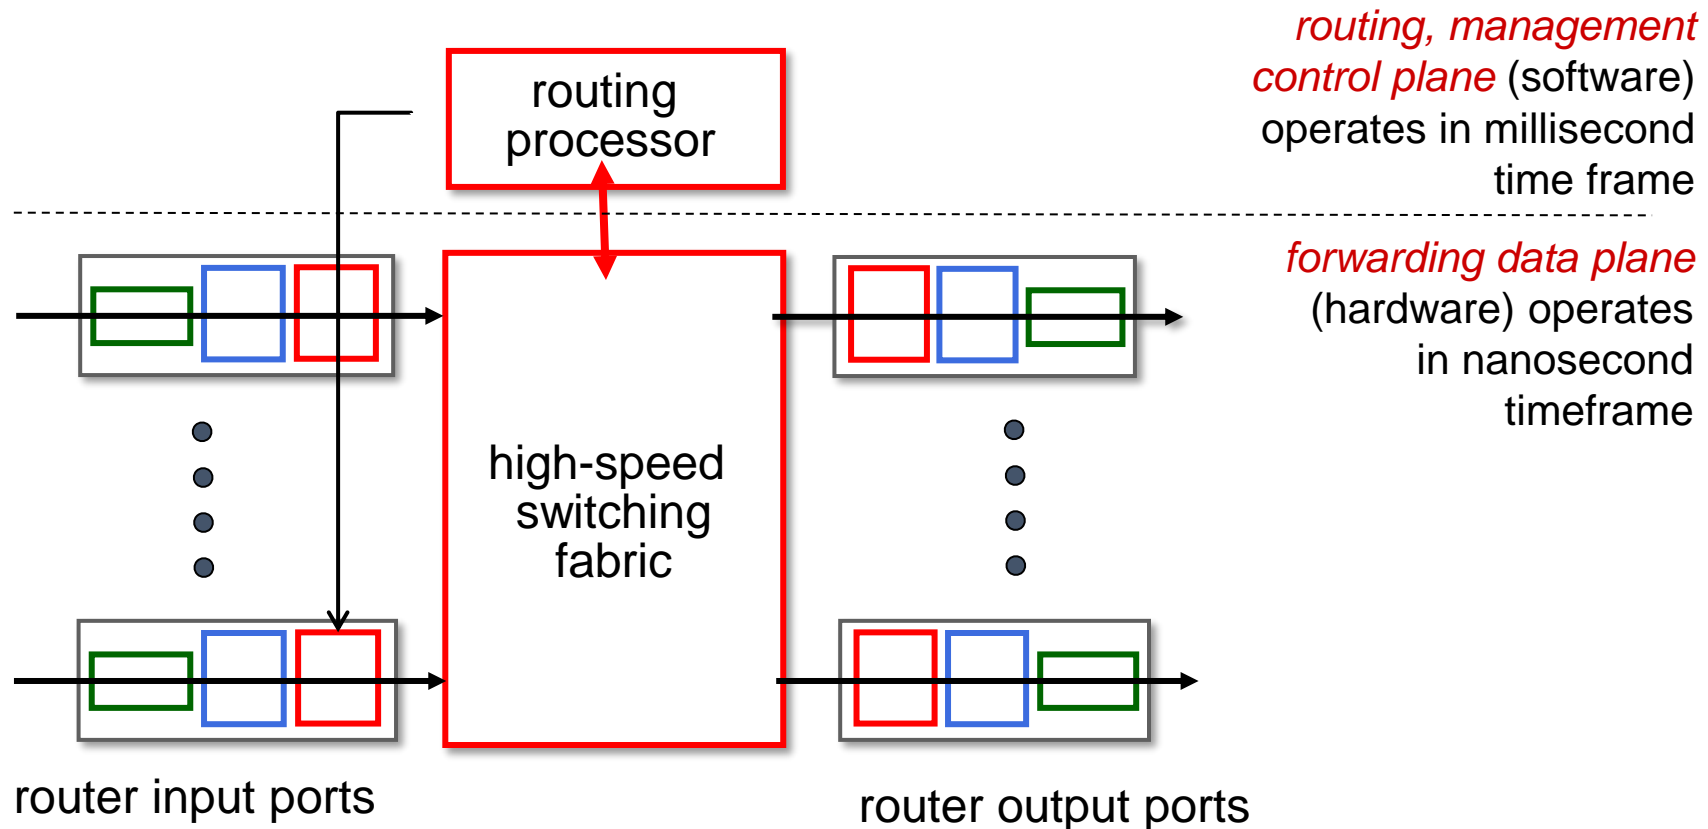 routing, management
control plane (software)
operates in millisecond
time frame
routing
processor
forwarding data plane
(hardware) operates
in nanosecond
timeframe
high-speed
switching
fabric
router input ports
router output ports